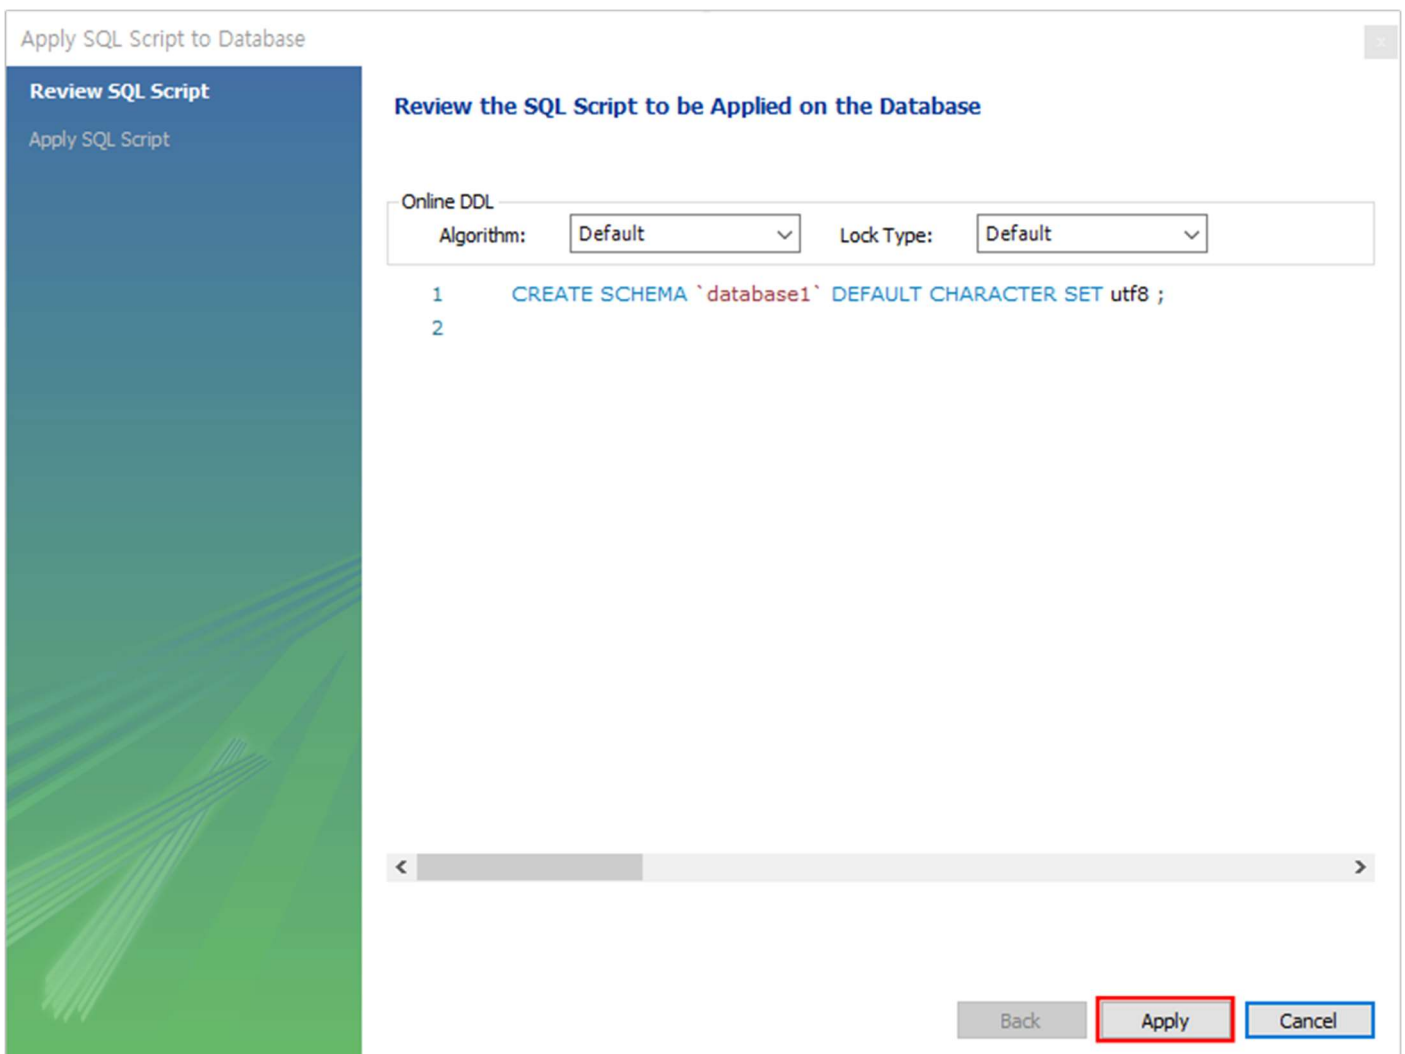 Apply SQL Script to Database
x
Review SQL Script
Apply SQL Script
Review the SQL Script to be Applied on the Database
Online DDL
Algorithm: Default Lock Type: Default
1 CREATE SCHEMA `database1` DEFAULT CHARACTER SET utf8 ;
2
Back Apply Cancel